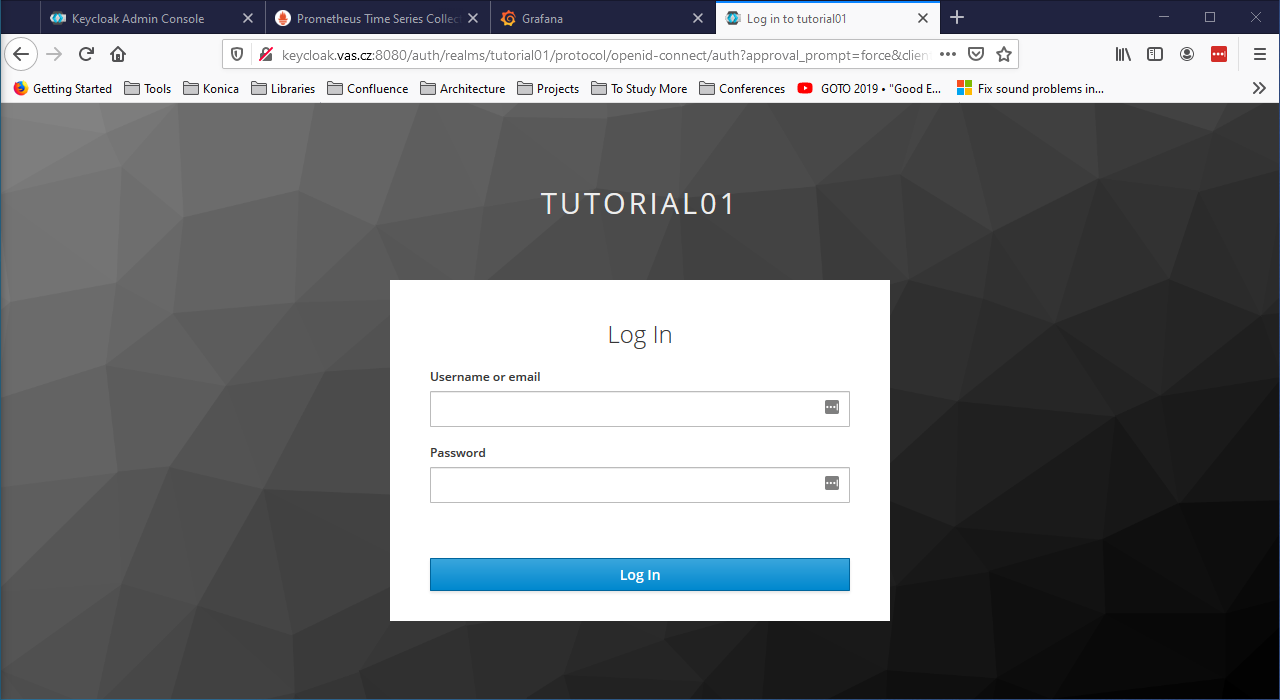 Keycloak Admin Console
Prometheus Time Series Collec
Grafana
Log in to tutorial01
keycloak.vas.cz:8080/auth/realms/tutorial01/protocol/openid-connect/auth?approval_prompt=force&clien
Getting Started
Tools
Konica
Libraries
Confluence
Architecture
Projects
To Study More
Conferences
GOTO 2019 • "Good E...
Fix sound problems in...
TUTORIAL01
Log In
Username or email
Password
Log In